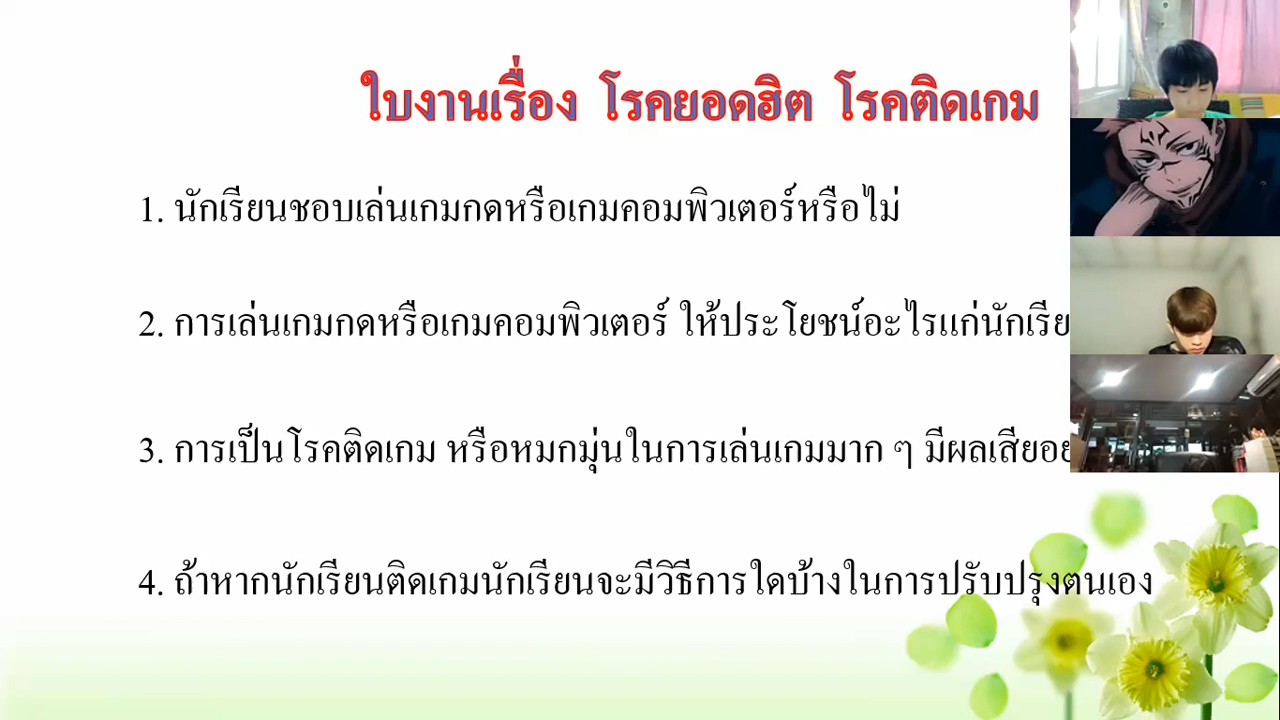 ใบงานเรื่อง โรคยอดฮิต โรคติดเกม
1. นักเรียนชอบเล่นเกมกดหรือเกมคอมพิวเตอร์หรือไม่
2. การเล่นเกมกดหรือเกมคอมพิวเตอร์ ให้ประโยชน์อะไรแก่นักเรีย
3. การเป็นโรคติดเกม หรือหมกมุ่นในการเล่นเกมมาก ๆ มีผลเสียอย
4. ถ้าหากนักเรียนติดเกมนักเรียนจะมีวิธีการใดบ้างในการปรับปรุงตนเอง